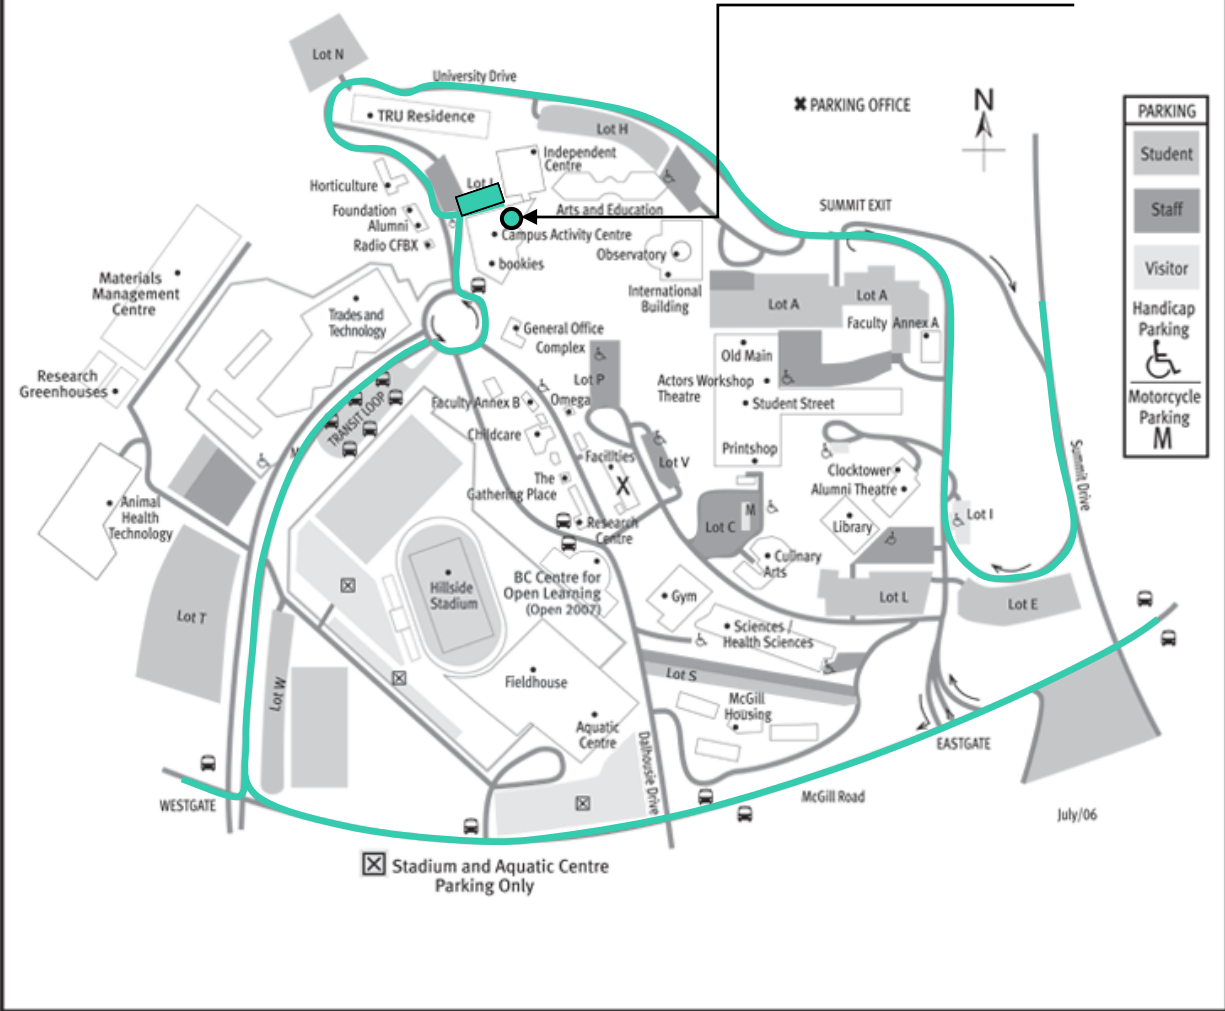 Lot N
University Drive
TRU Residence
Lot H
✖ PARKING OFFICE
N
PARKING
Student
Staff
Visitor
Handicap
Parking
Motorcycle
Parking
M
Independent
Centre
Horticulture
Arts and Education
SUMMIT EXIT
Foundation
Alumni
Radio CFBX
Campus Activity Centre
Observatory
bookies
International
Building
Materials
Management
Centre
Trades and
Technology
Lot A
Lot A
Faculty Annex A
General Office
Complex
Old Main
Research
Greenhouses
Lot P
Actors Workshop
Theatre
Student Street
Faculty Annex B
Omega
TRANSIT LOOP
Childcare
Printshop
Summit Drive
Facilities
Lot V
Clocktower
Alumni Theatre
The
Gathering Place
X
M
Lot C
Library
Lot I
Animal
Health
Technology
Research
Centre
Culinary
Arts
BC Centre for
Open Learning
(Open 2007)
Hillside
Stadium
Gym
Lot L
Lot E
Lot T
Sciences /
Health Sciences
Lot W
Fieldhouse
Lot S
McGill
Housing
Aquatic
Centre
Dalhousie Drive
EASTGATE
WESTGATE
McGill Road
July/06
Stadium and Aquatic Centre
Parking Only